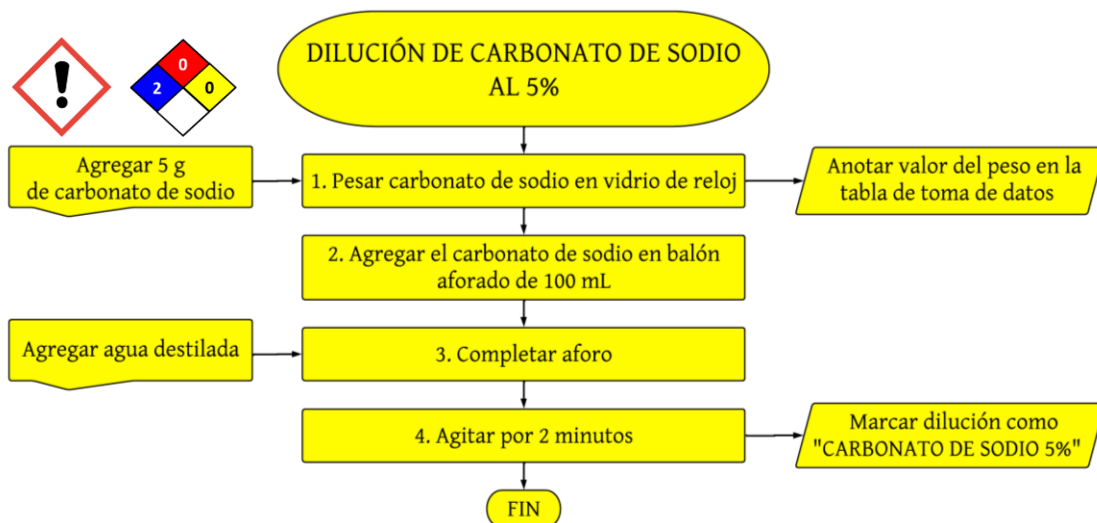 DILUCIÓN DE CARBONATO DE SODIO
AL 5%
!
0
2
0
Agregar 5 g
de carbonato de sodio
1. Pesar carbonato de sodio en vidrio de reloj
Anotar valor del peso en la
tabla de toma de datos
2. Agregar el carbonato de sodio en balón
aforado de 100 mL
Agregar agua destilada
3. Completar aforo
4. Agitar por 2 minutos
Marcar dilución como
"CARBONATO DE SODIO 5%"
FIN